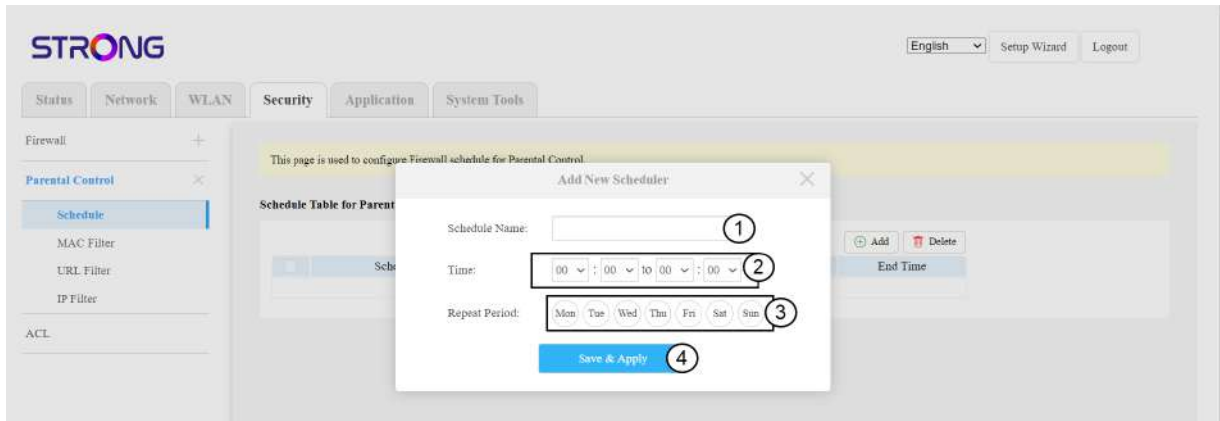 STRONG
English Setup Wizard Logout
Status Network WLAN Security Application System Tools
Firewall
This page is used to configure Firewall schedule for Parental Control.
Parental Control
Add New Scheduler
Schedule Table for Parent
Schedule
Schedule Name: 1
MAC Filter
Add Delete
URL Filter
Sche
Time: 00 : 00 to 00 : 00 2
End Time
IP Filter
Repeat Period: Mon Tue Wed Thu Fri Sat Sun 3
ACL
Save & Apply 4